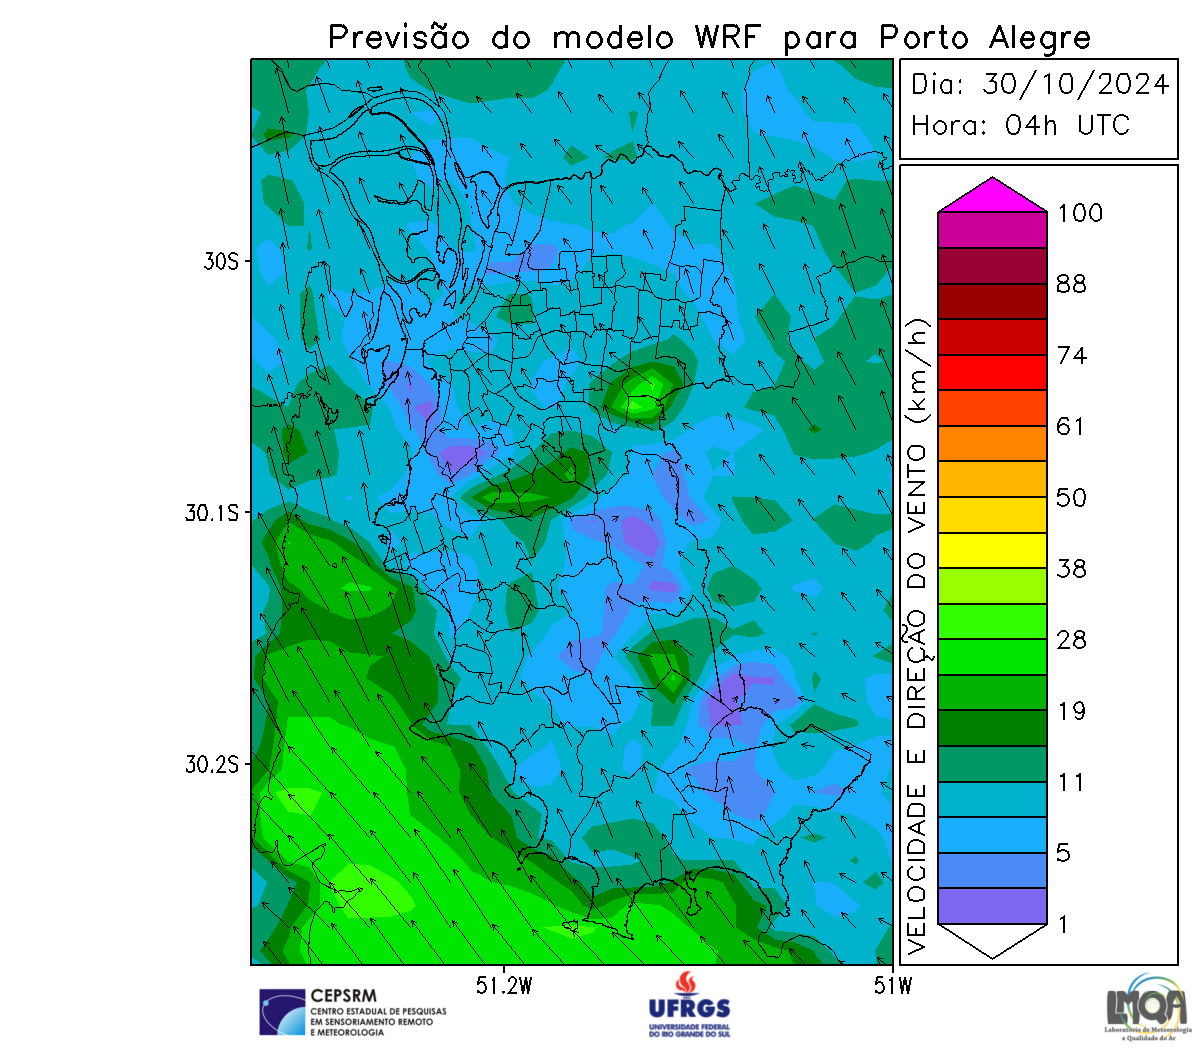 Previsão do modelo WRF para Porto Alegre
Dia: 30/10/2024
Hora: 04h UTC
30S
30.1S
30.2S
51.2W
51W
VELOCIDADE E DIREÇÃO DO VENTO (km/h)
100
88
74
61
50
38
28
19
11
5
1
CEPSRM
CENTRO ESTADUAL DE PESQUISAS
EM SENSORIAMENTO REMOTO
E METEOROLOGIA
UFRGS
UNIVERSIDADE FEDERAL
DO RIO GRANDE DO SUL
LMQA
Laboratório de Meteorologia
e Qualidade do Ar